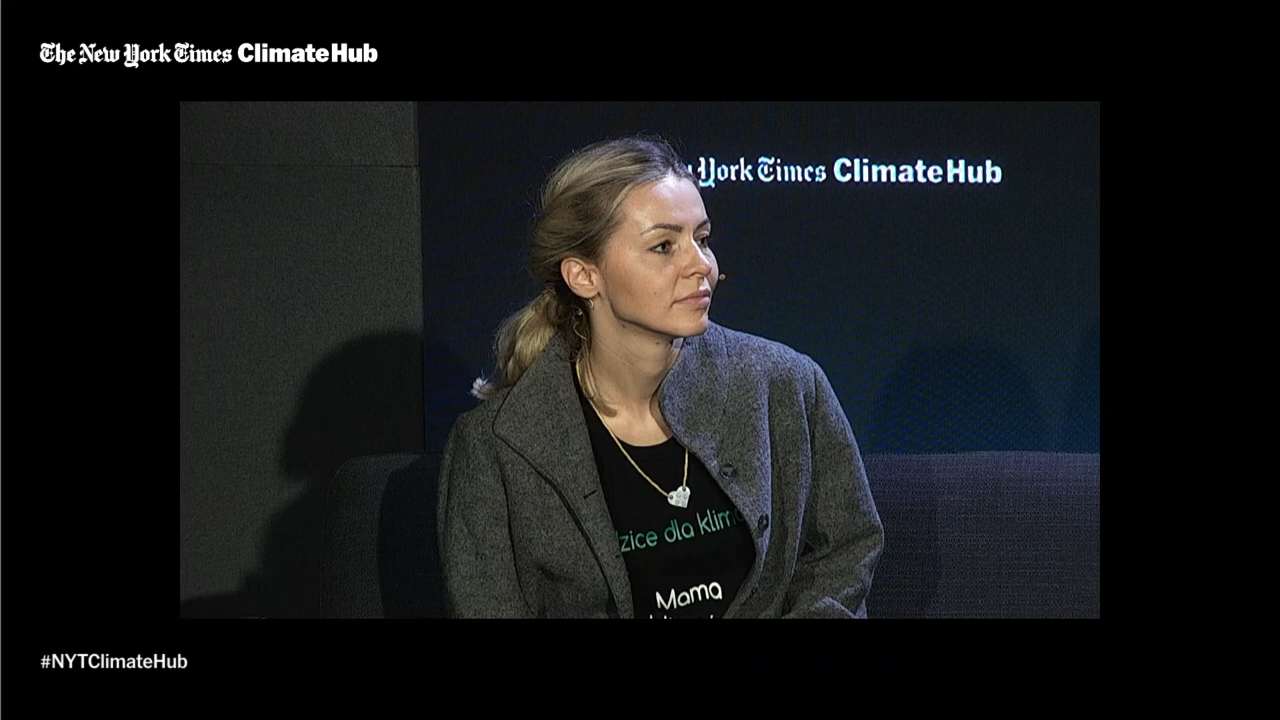 The New York Times Climate Hub
York Times Climate Hub
zice dla klim
Mama
#NYTClimateHub